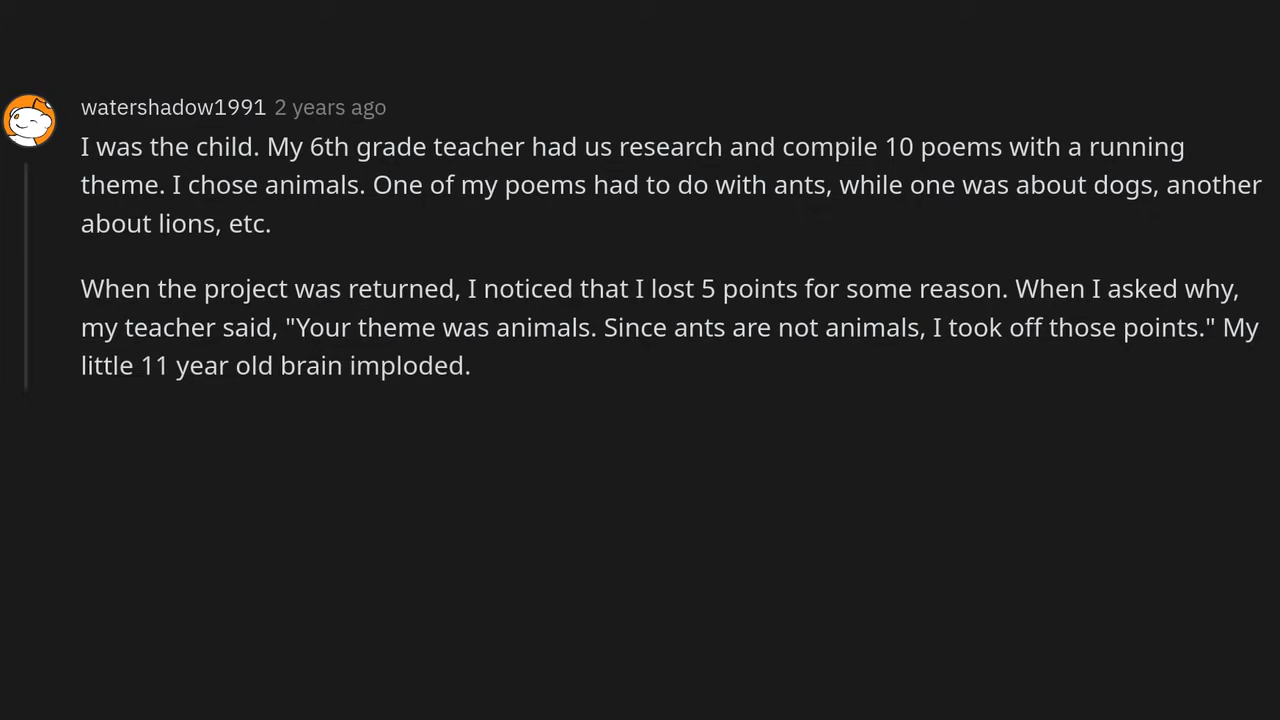 watershadow1991 2 years ago
I was the child. My 6th grade teacher had us research and compile 10 poems with a running
theme. I chose animals. One of my poems had to do with ants, while one was about dogs, another
about lions, etc.
When the project was returned, I noticed that I lost 5 points for some reason. When I asked why,
my teacher said, "Your theme was animals. Since ants are not animals, I took off those points." My
little 11 year old brain imploded.